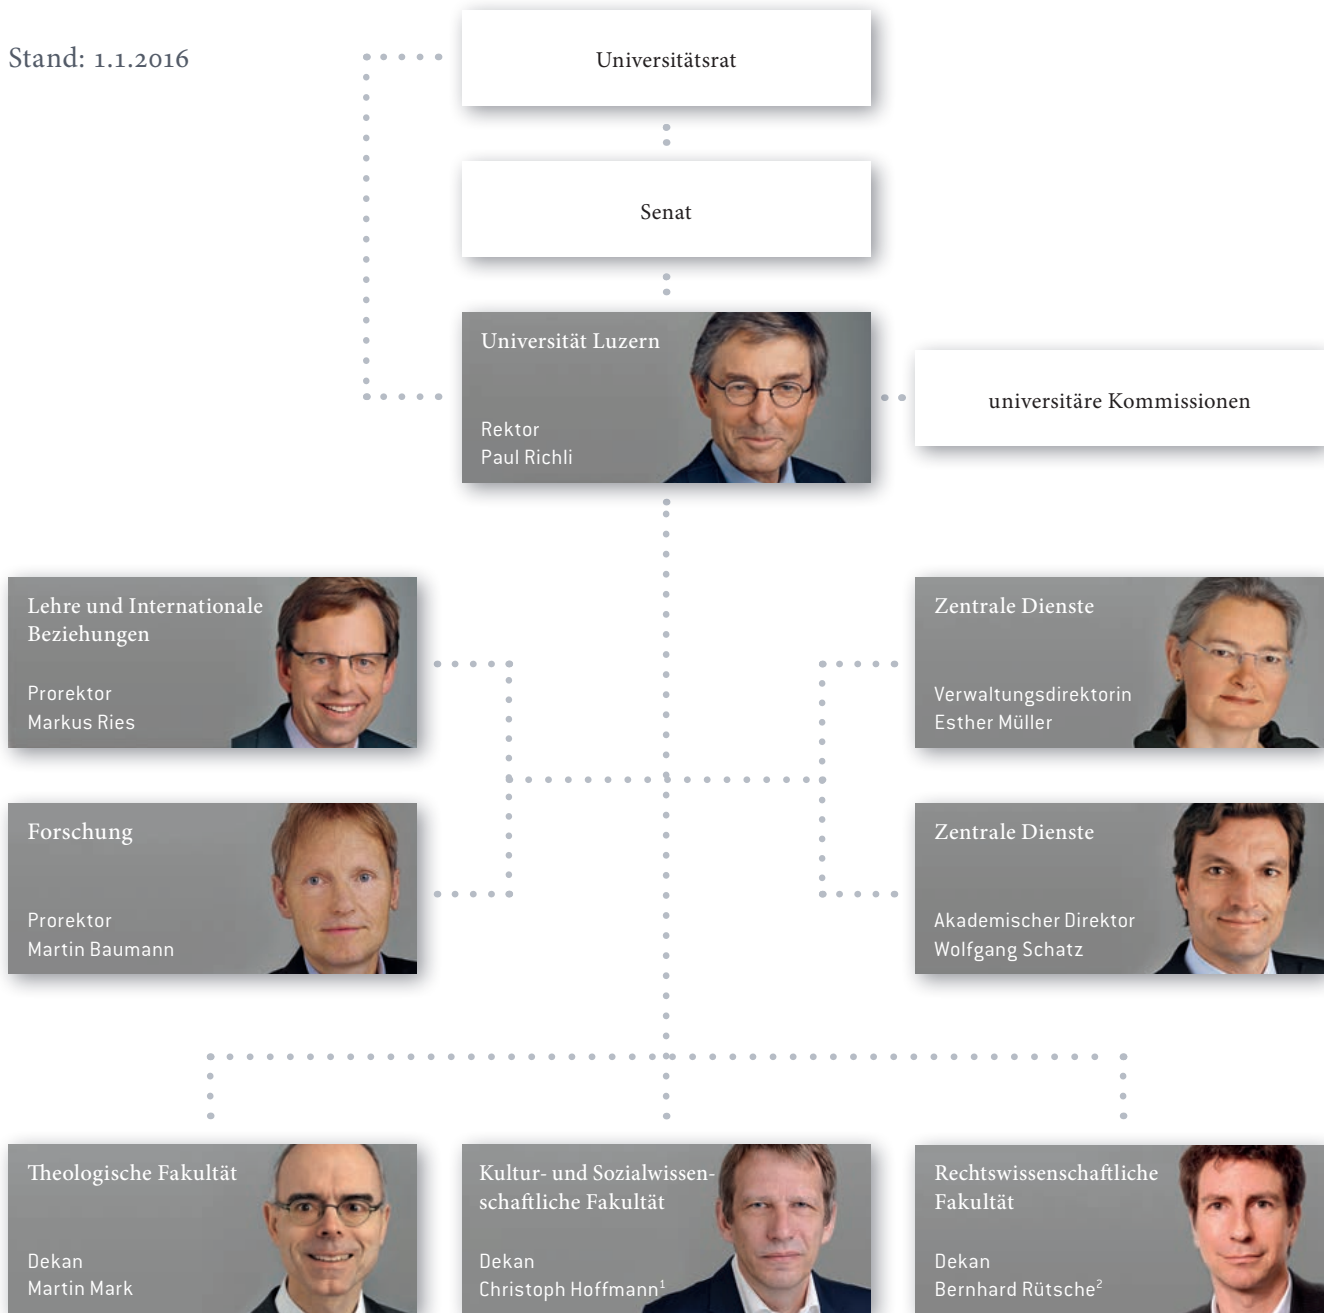 Stand: 1.1.2016
Universitätsrat
Senat
Universität Luzern
Rektor
Paul Richli
universitäre Kommissionen
Lehre und Internationale
Beziehungen
Prorektor
Markus Ries
Zentrale Dienste
Verwaltungsdirektorin
Esther Müller
Forschung
Prorektor
Martin Baumann
Zentrale Dienste
Akademischer Direktor
Wolfgang Schatz
Theologische Fakultät
Dekan
Martin Mark
Kultur- und Sozialwissen-
schaftliche Fakultät
Dekan
Christoph Hoffmann¹
Rechtswissenschaftliche
Fakultät
Dekan
Bernhard Rütsche²